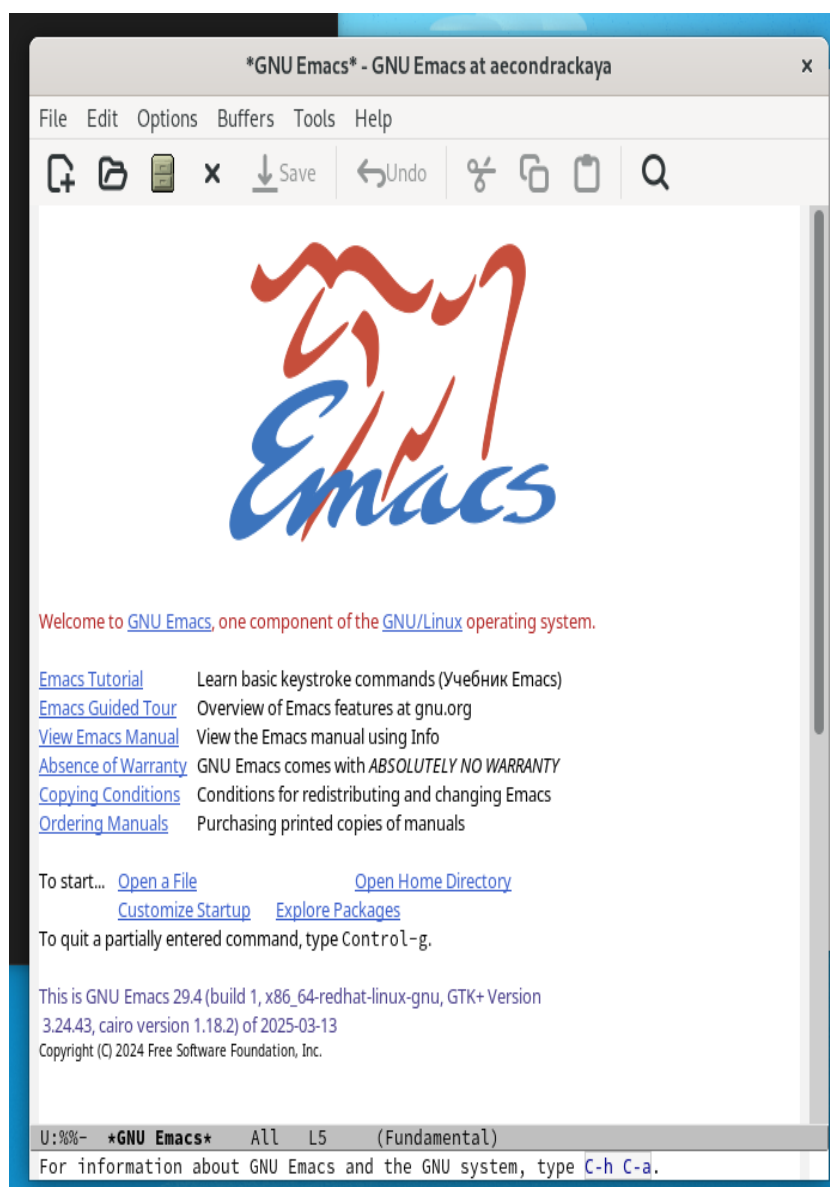 *GNU Emacs* - GNU Emacs at aecondrackaya
File Edit Options Buffers Tools Help
Save Undo
Emacs
Welcome to GNU Emacs, one component of the GNU/Linux operating system.
Emacs Tutorial Learn basic keystroke commands (Учебник Emacs)
Emacs Guided Tour Overview of Emacs features at gnu.org
View Emacs Manual View the Emacs manual using Info
Absence of Warranty GNU Emacs comes with ABSOLUTELY NO WARRANTY
Copying Conditions Conditions for redistributing and changing Emacs
Ordering Manuals Purchasing printed copies of manuals
To start... Open a File Open Home Directory
Customize Startup Explore Packages
To quit a partially entered command, type Control-g.
This is GNU Emacs 29.4 (build 1, x86_64-redhat-linux-gnu, GTK+ Version
3.24.43, cairo version 1.18.2) of 2025-03-13
Copyright (C) 2024 Free Software Foundation, Inc.
U:%%- *GNU Emacs* All L5 (Fundamental)
For information about GNU Emacs and the GNU system, type C-h C-a.